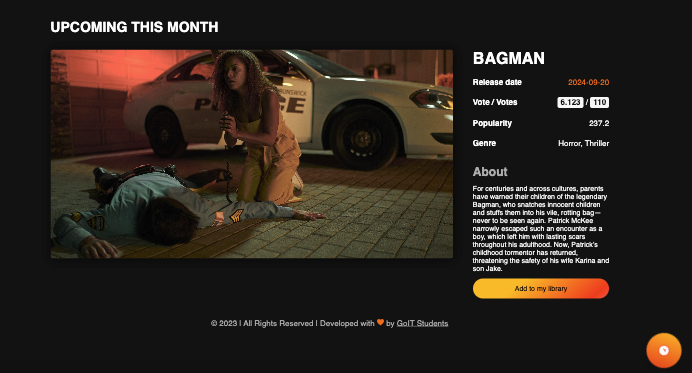 UPCOMING THIS MONTH
BAGMAN
Release date 2024-09-20
Vote / Votes 6.123 / 110
Popularity 237.2
Genre Horror, Thriller
About
For centuries and across cultures, parents
have warned their children of the legendary
Bagman, who snatches innocent children
and stuffs them into his vile, rotting bag—
never to be seen again. Patrick McKee
narrowly escaped such an encounter as a
boy, which left him with lasting scars
throughout his adulthood. Now, Patrick's
childhood tormentor has returned,
threatening the safety of his wife Karina and
son Jake.
Add to my library
© 2023 | All Rights Reserved | Developed with 🧡 by GoIT Students